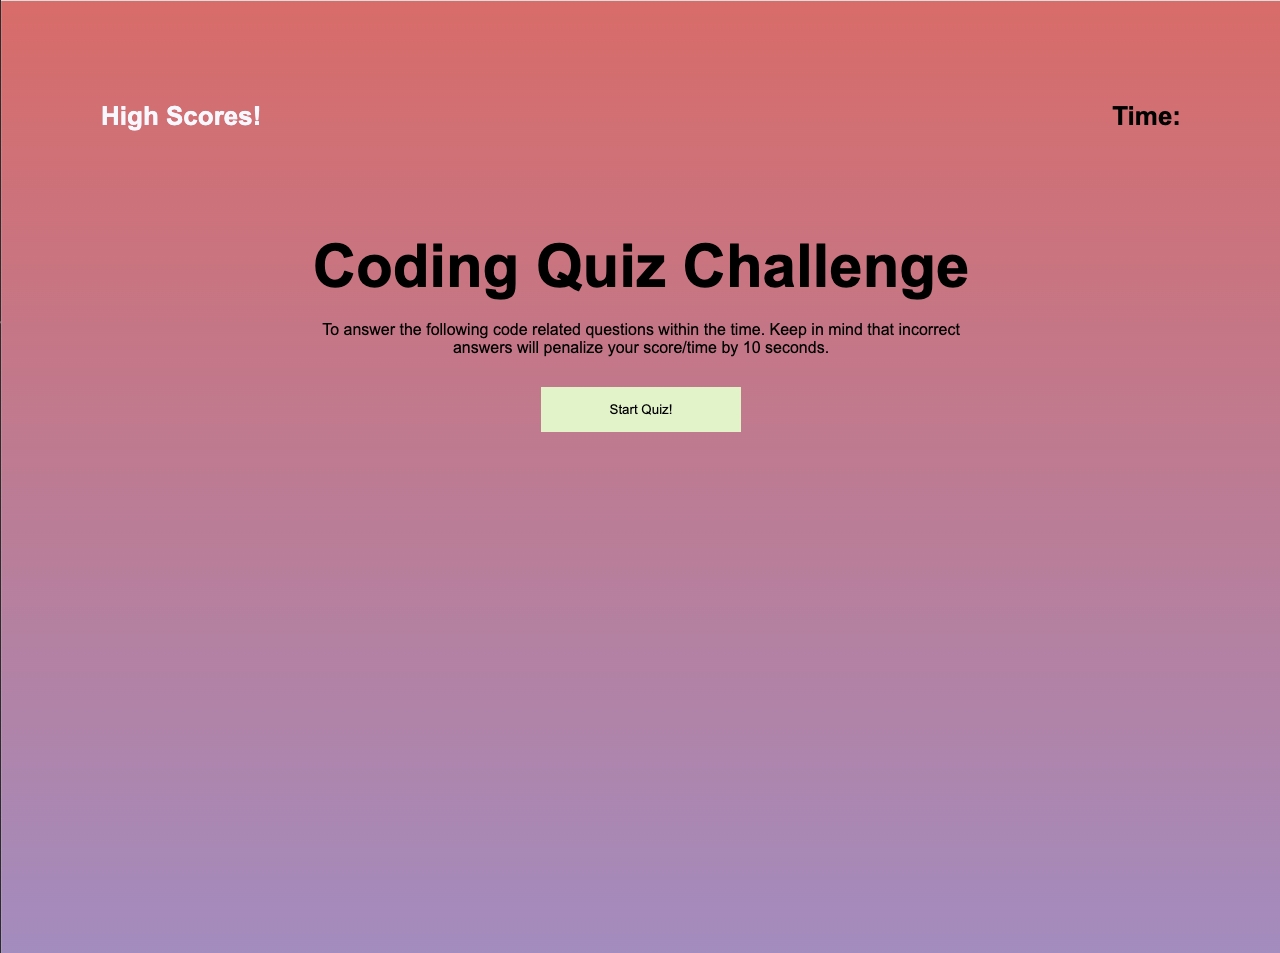 High Scores!
Time:
Coding Quiz Challenge
To answer the following code related questions within the time. Keep in mind that incorrect
answers will penalize your score/time by 10 seconds.
Start Quiz!